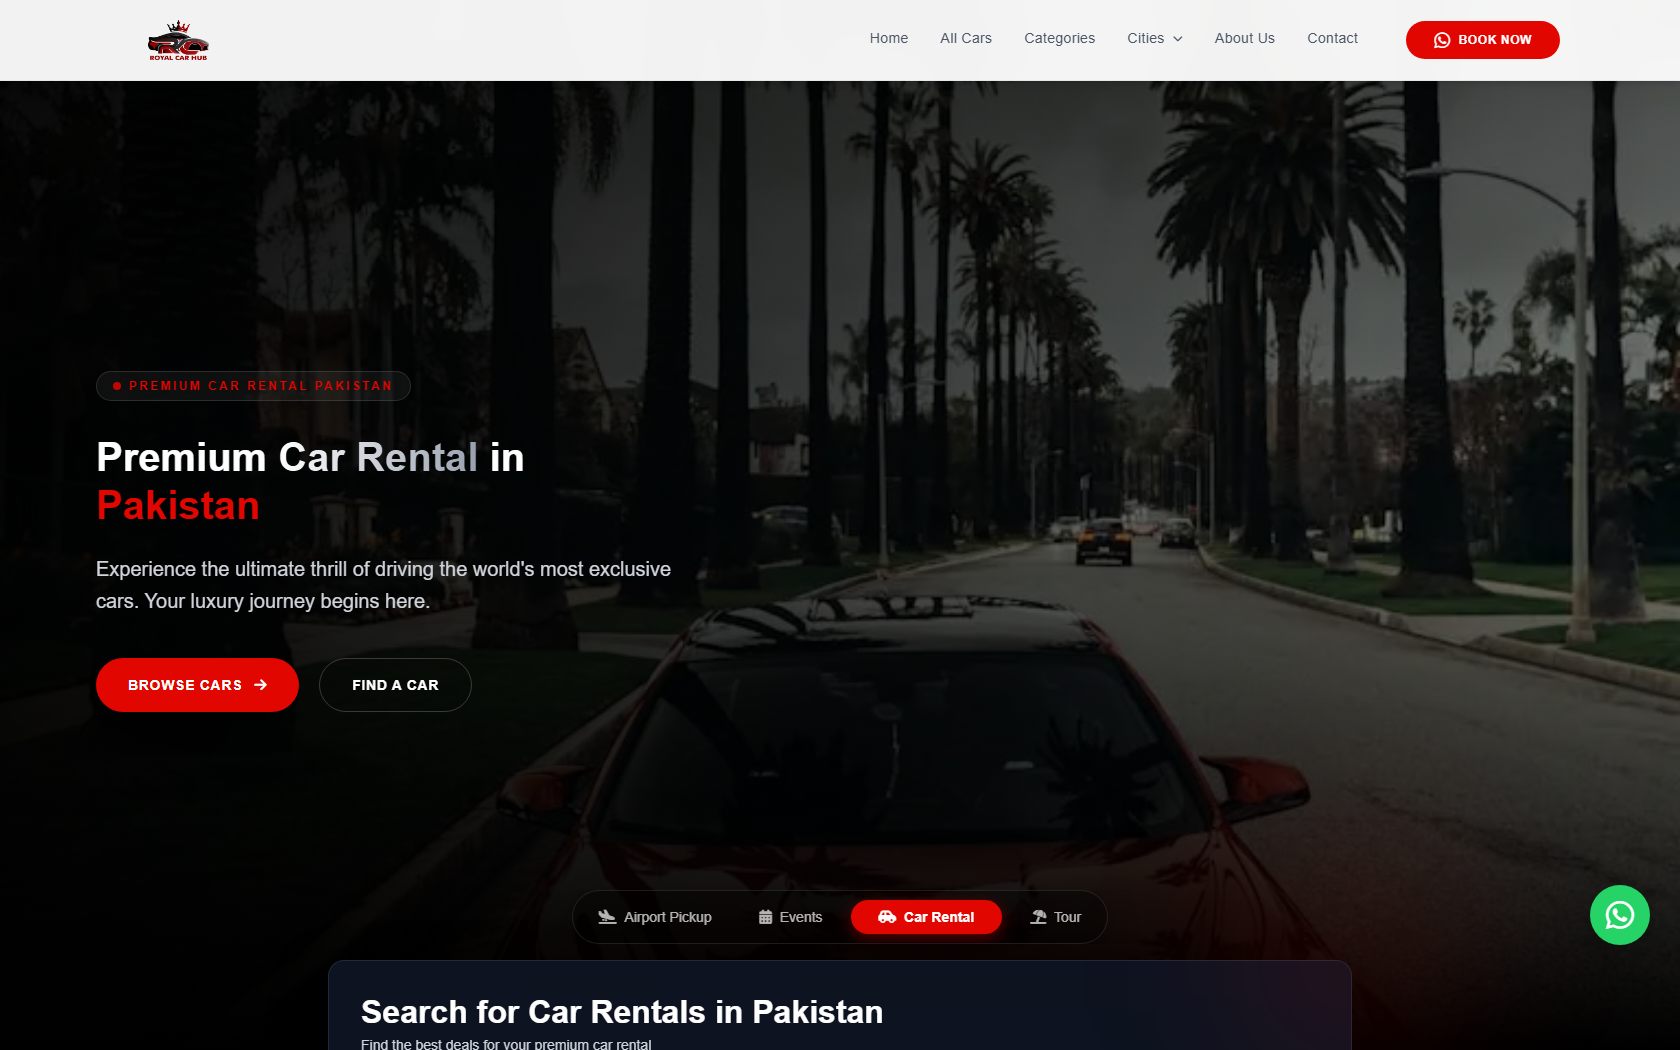 ROYAL CAR HUB
Home
All Cars
Categories
Cities
About Us
Contact
BOOK NOW
PREMIUM CAR RENTAL PAKISTAN
Premium Car Rental in
Pakistan
Experience the ultimate thrill of driving the world's most exclusive
cars. Your luxury journey begins here.
BROWSE CARS
FIND A CAR
Airport Pickup
Events
Car Rental
Tour
Search for Car Rentals in Pakistan
Find the best deals for your premium car rental